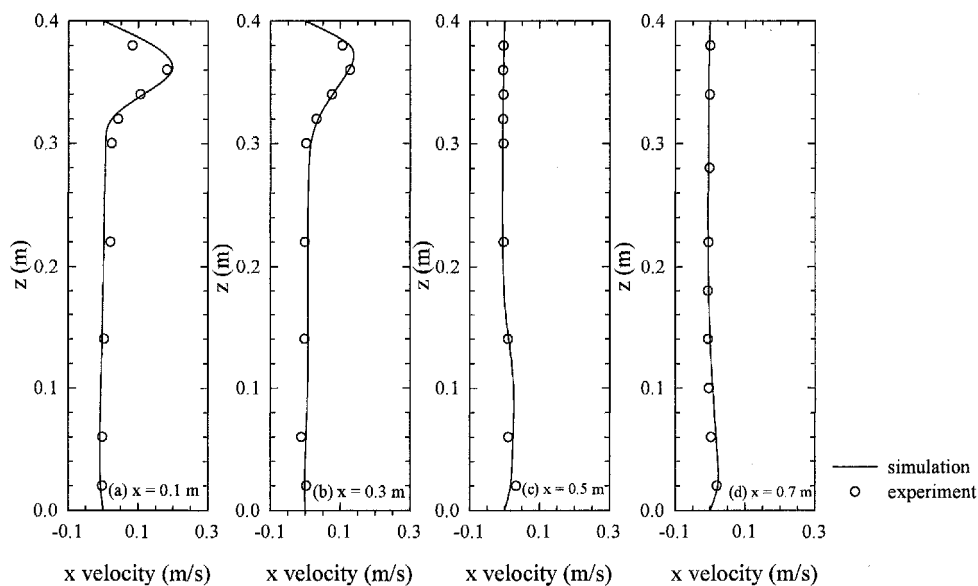 0.4
0.3
0.2
0.1
0.0
z (m)
-0.1
0.1
0.3
x velocity (m/s)
(a) x = 0.1 m
0.4
0.3
0.2
0.1
0.0
z (m)
-0.1
0.1
0.3
x velocity (m/s)
(b) x = 0.3 m
0.4
0.3
0.2
0.1
0.0
z (m)
-0.1
0.1
0.3
x velocity (m/s)
(c) x = 0.5 m
0.4
0.3
0.2
0.1
0.0
z (m)
-0.1
0.1
0.3
x velocity (m/s)
(d) x = 0.7 m
simulation
experiment